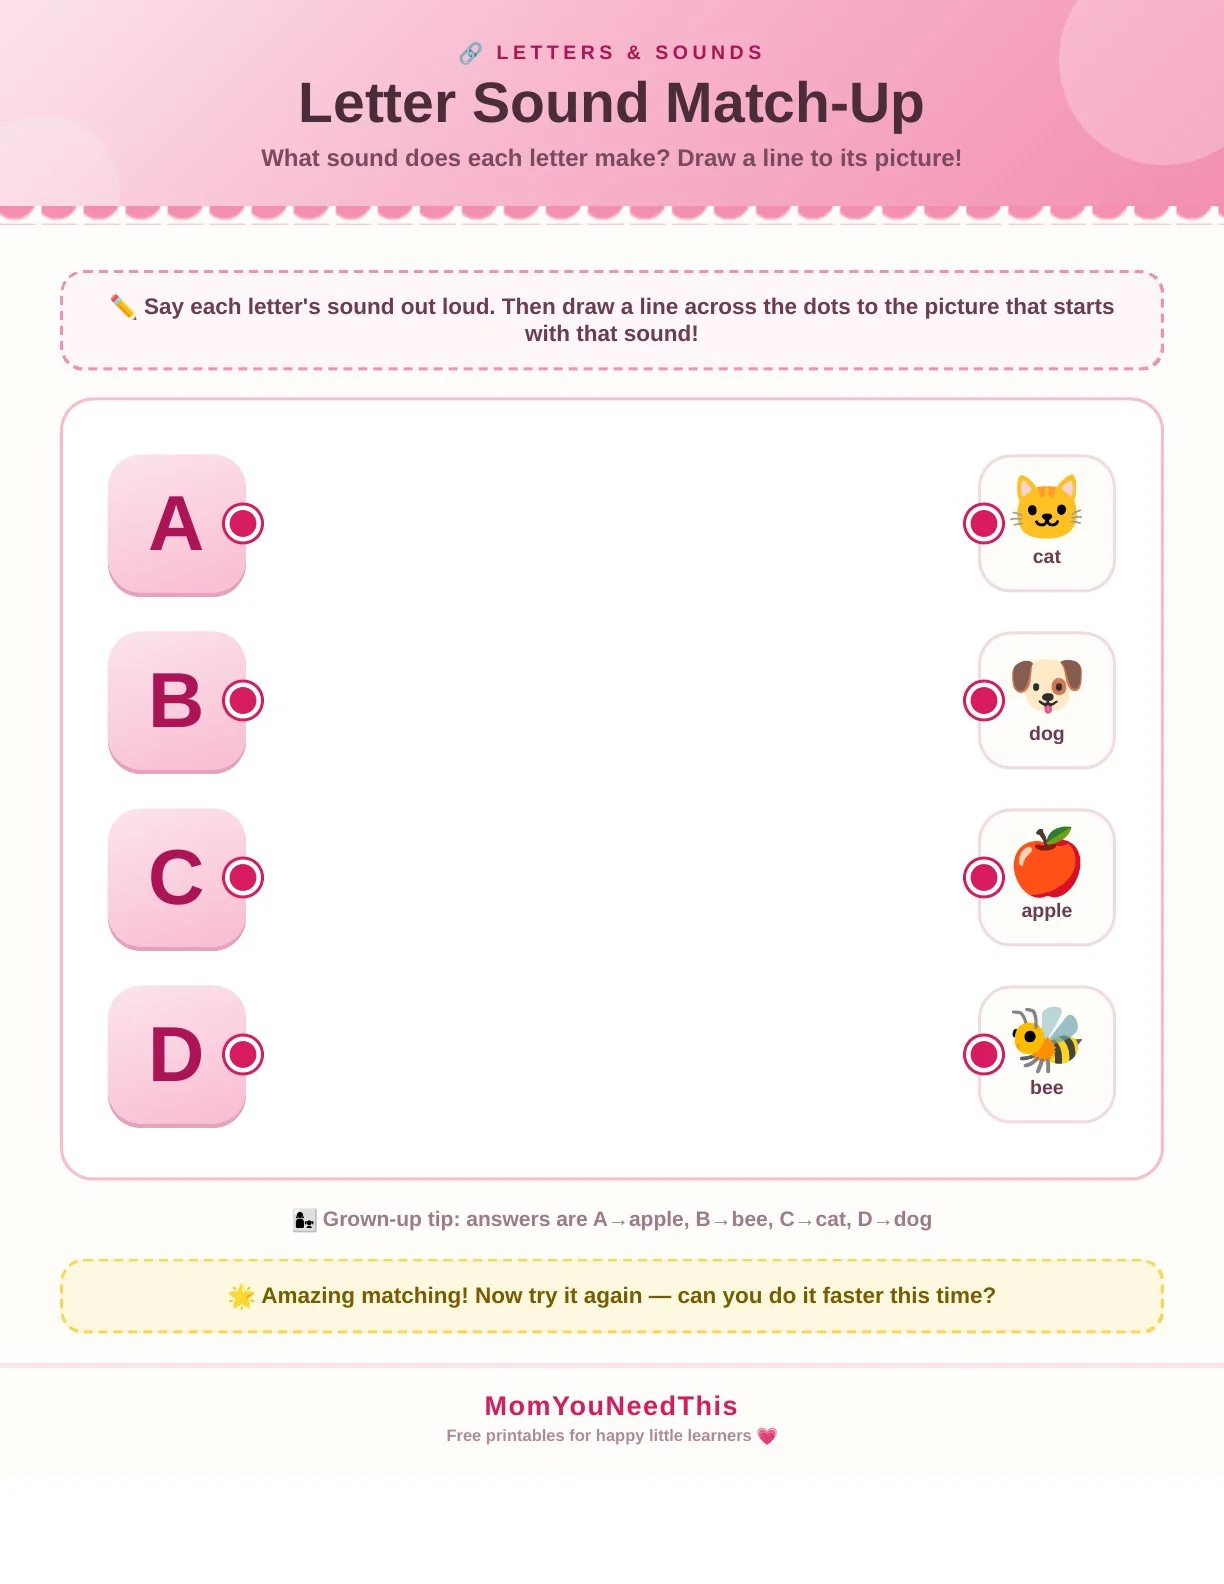 🔗 LETTERS & SOUNDS
Letter Sound Match-Up
What sound does each letter make? Draw a line to its picture!
✏️ Say each letter's sound out loud. Then draw a line across the dots to the picture that starts
with that sound!
A
cat
B
dog
C
apple
D
bee
👩‍👧 Grown-up tip: answers are A→apple, B→bee, C→cat, D→dog
🌟 Amazing matching! Now try it again — can you do it faster this time?
MomYouNeedThis
Free printables for happy little learners 💗